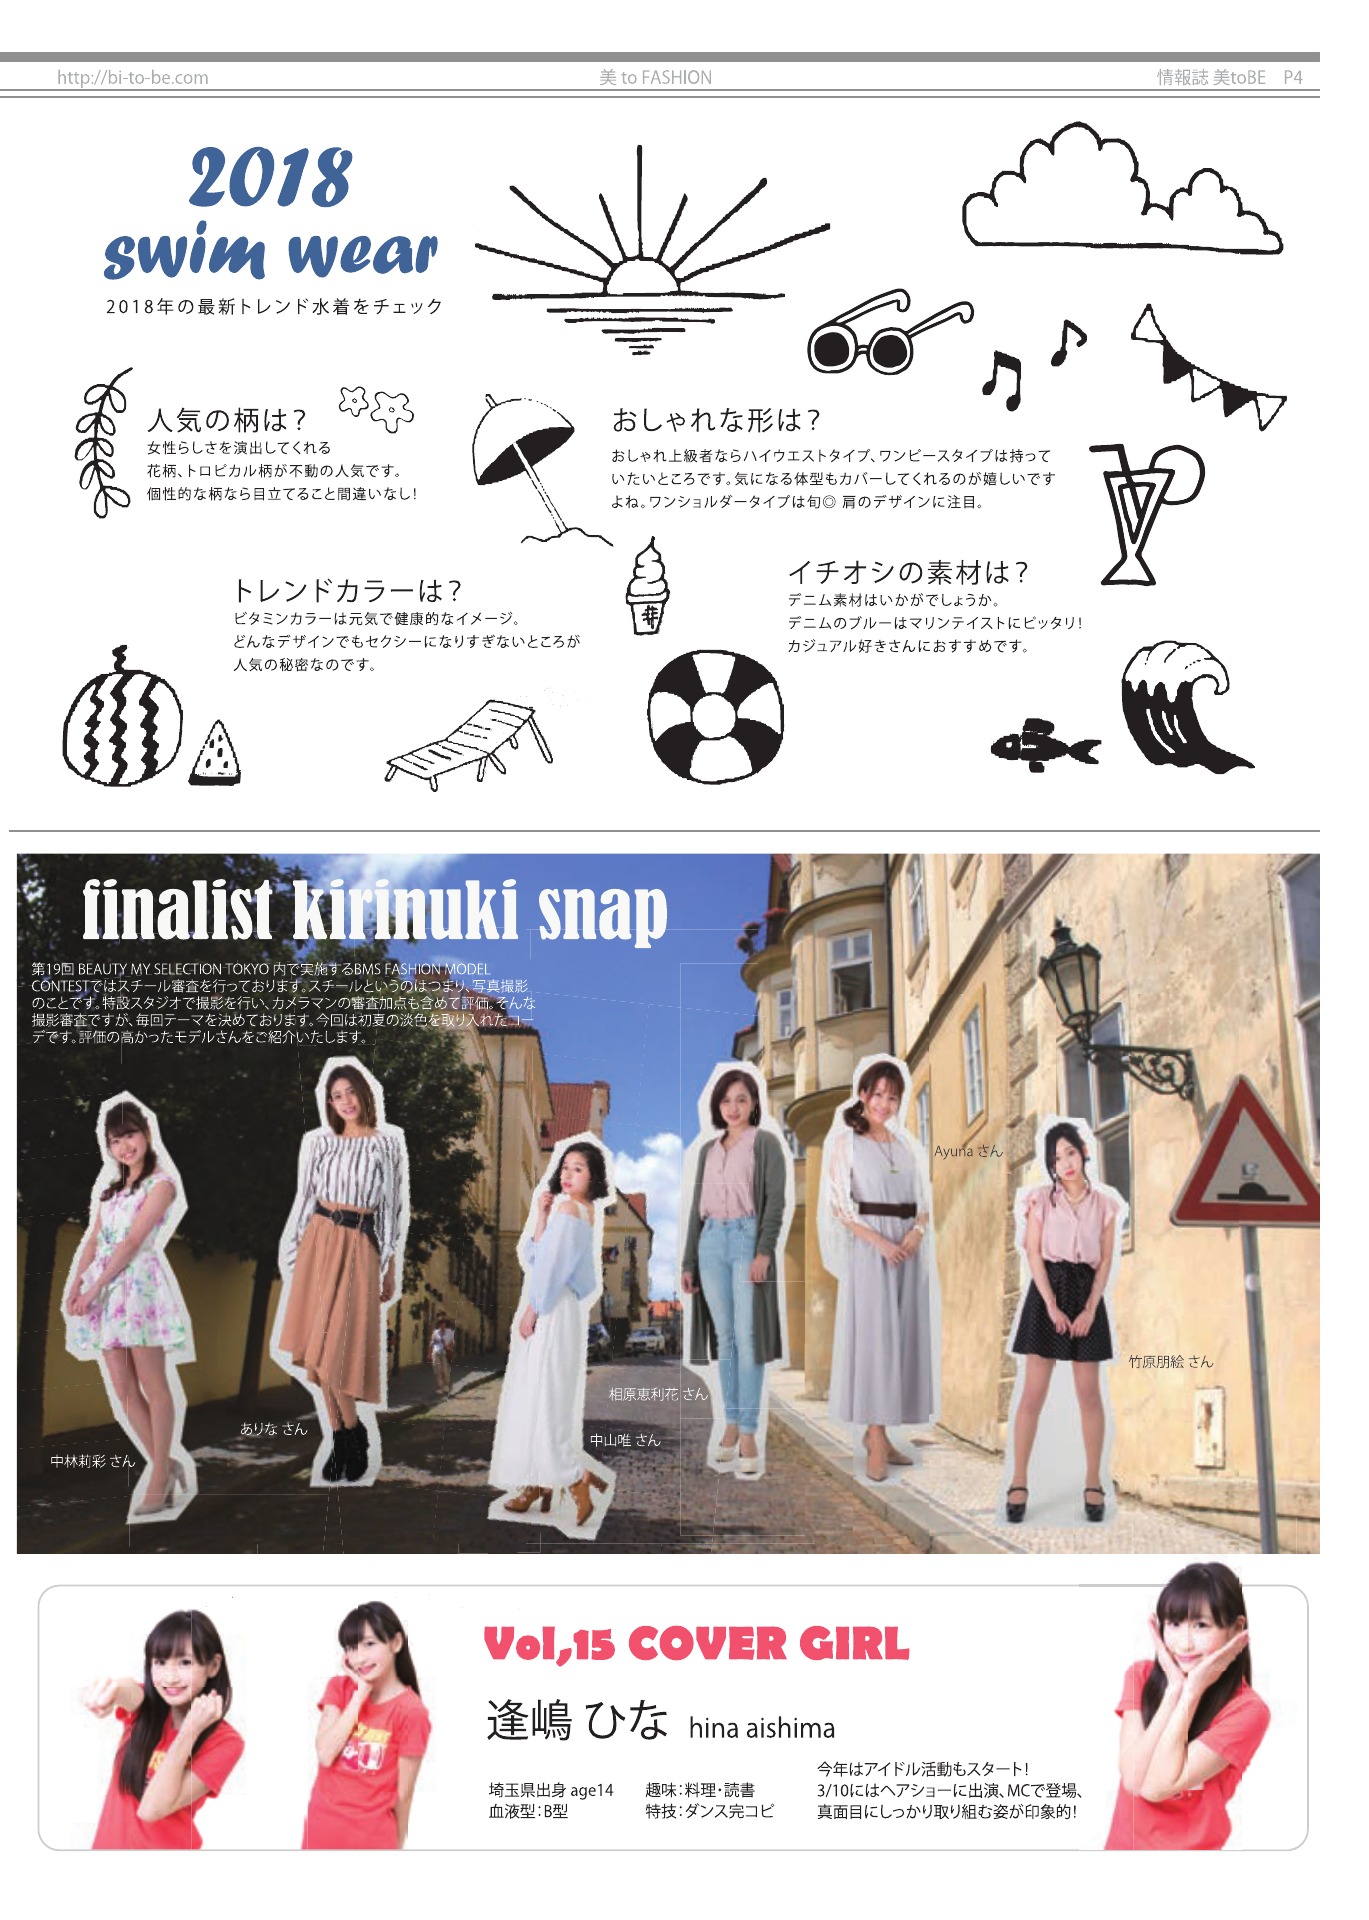 http://bi-to-be.com
美 to FASHION
情報誌 美toBE P4
2018
swim wear
2018年の最新トレンド水着をチェック
人気の柄は？
女性らしさを演出してくれる
花柄、トロピカル柄が不動の人気です。
個性的な柄なら目立てること間違いなし！
おしゃれな形は？
おしゃれ上級者ならハイウエストタイプ、ワンピースタイプは持って
いたいところです。気になる体型もカバーしてくれるのが嬉しいです
よね。ワンショルダータイプは旬◎ 肩のデザインに注目。
トレンドカラーは？
ビタミンカラーは元気で健康的なイメージ。
どんなデザインでもセクシーになりすぎないところが
人気の秘密なのです。
イチオシの素材は？
デニム素材はいかがでしょうか。
デニムのブルーはマリンテイストにピッタリ！
カジュアル好きさんにおすすめです。
finalist kirinuki snap
第19回 BEAUTY MY SELECTION TOKYO 内で実施するBMS FASHION MODEL
CONTESTではスチール審査を行っております。スチールというのはつまり、写真撮影
のことです。特設スタジオで撮影を行い、カメラマンの審査加点も含めて評価。そんな
撮影審査ですが、毎回テーマを決めております。今回は初夏の淡色を取り入れたコー
デです。評価の高かったモデルさんをご紹介いたします。
Ayuna さん
竹原朋絵 さん
相原恵利花 さん
ありな さん
中山唯 さん
中林莉彩 さん
Vol,15 COVER GIRL
逢嶋 ひな hina aishima
埼玉県出身 age14
血液型：B型
趣味：料理・読書
特技：ダンス完コピ
今年はアイドル活動もスタート！
3/10にはヘアショーに出演、MCで登場、
真面目にしっかり取り組む姿が印象的！